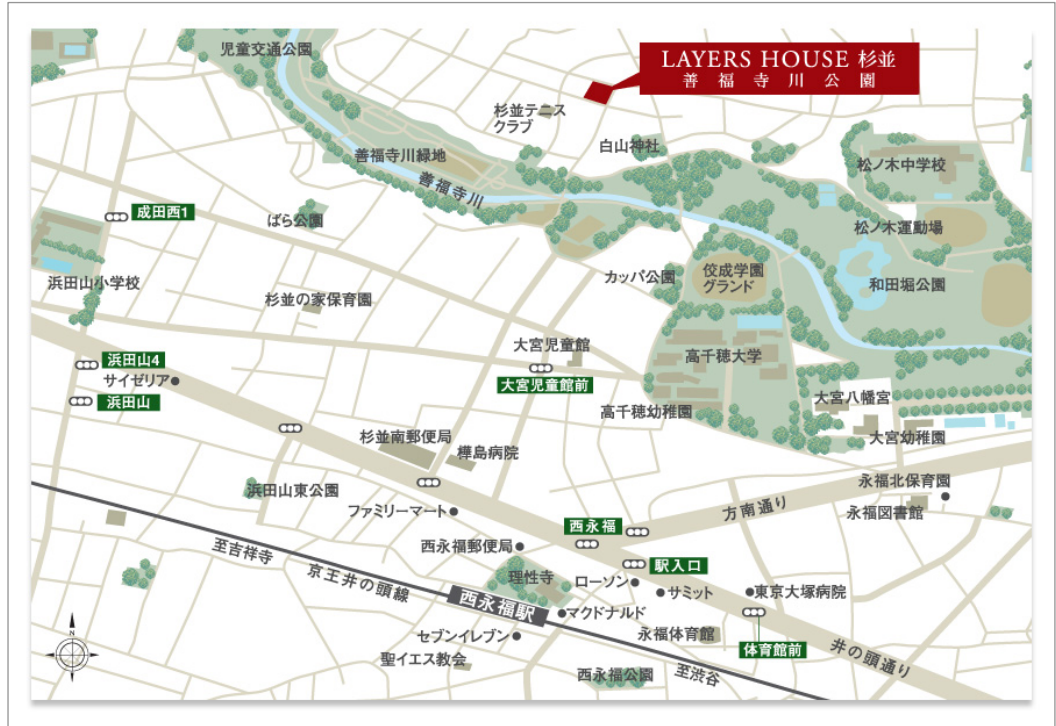 児童交通公園
LAYERS HOUSE 杉並
善福寺川公園
杉並テニス
クラブ
白山神社
善福寺川緑地
松ノ木中学校
善福寺川
成田西1
ばら公園
松ノ木運動場
浜田山小学校
カッパ公園
佼成学園
グランド
和田堀公園
杉並の家保育園
大宮児童館
高千穂大学
浜田山4
サイゼリア
大宮児童館前
浜田山
大宮八幡宮
高千穂幼稚園
杉並南郵便局
大宮幼稚園
樺島病院
浜田山東公園
永福北保育園
ファミリーマート
方南通り
永福図書館
西永福
西永福郵便局
至吉祥寺
駅入口
京王井の頭線
理性寺
ローソン
サミット
東京大塚病院
西永福駅
マクドナルド
セブンイレブン
永福体育館
体育館前
井の頭通り
聖イエス教会
西永福公園
至渋谷
N